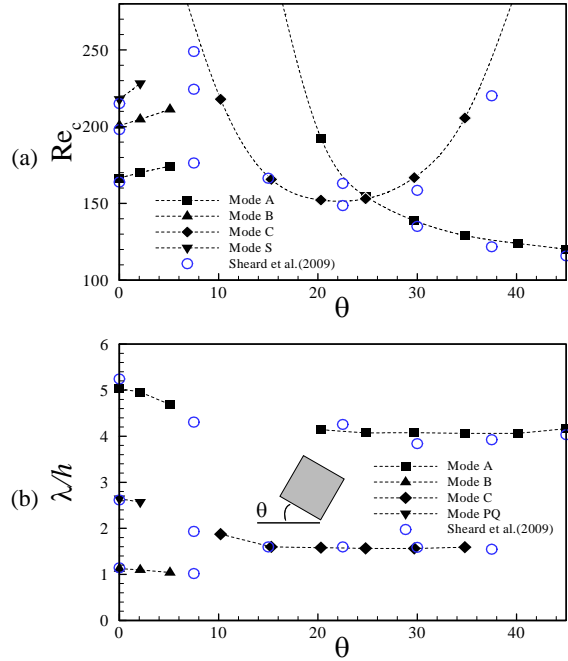 250
200
150
100
Re_c
(a)
Mode A
Mode B
Mode C
Mode S
Sheard et al.(2009)
0 10 20 30 40
θ
6
5
4
3
2
1
0
λ/h
(b)
θ
Mode A
Mode B
Mode C
Mode PQ
Sheard et al.(2009)
0 10 20 30 40
θ